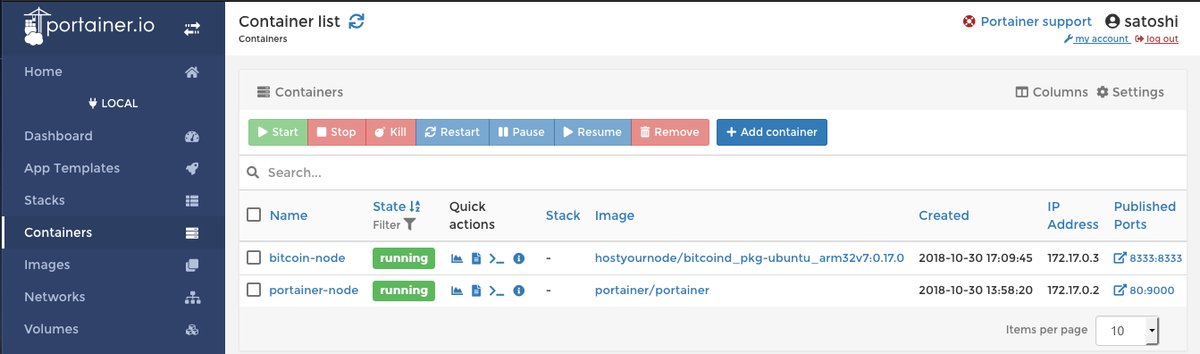 portainer.io
Container list
Containers
Portainer support satoshi
my account log out
Home
LOCAL
Dashboard
App Templates
Stacks
Containers
Images
Networks
Volumes
Containers
Columns Settings
Start Stop Kill Restart Pause Resume Remove Add container
Search...
Name State Filter Quick actions Stack Image Created IP Address Published Ports
bitcoin-node running - hostyournode/bitcoind_pkg-ubuntu_arm32v7:0.17.0 2018-10-30 17:09:45 172.17.0.3 8333:8333
portainer-node running - portainer/portainer 2018-10-30 13:58:20 172.17.0.2 80:9000
Items per page 10